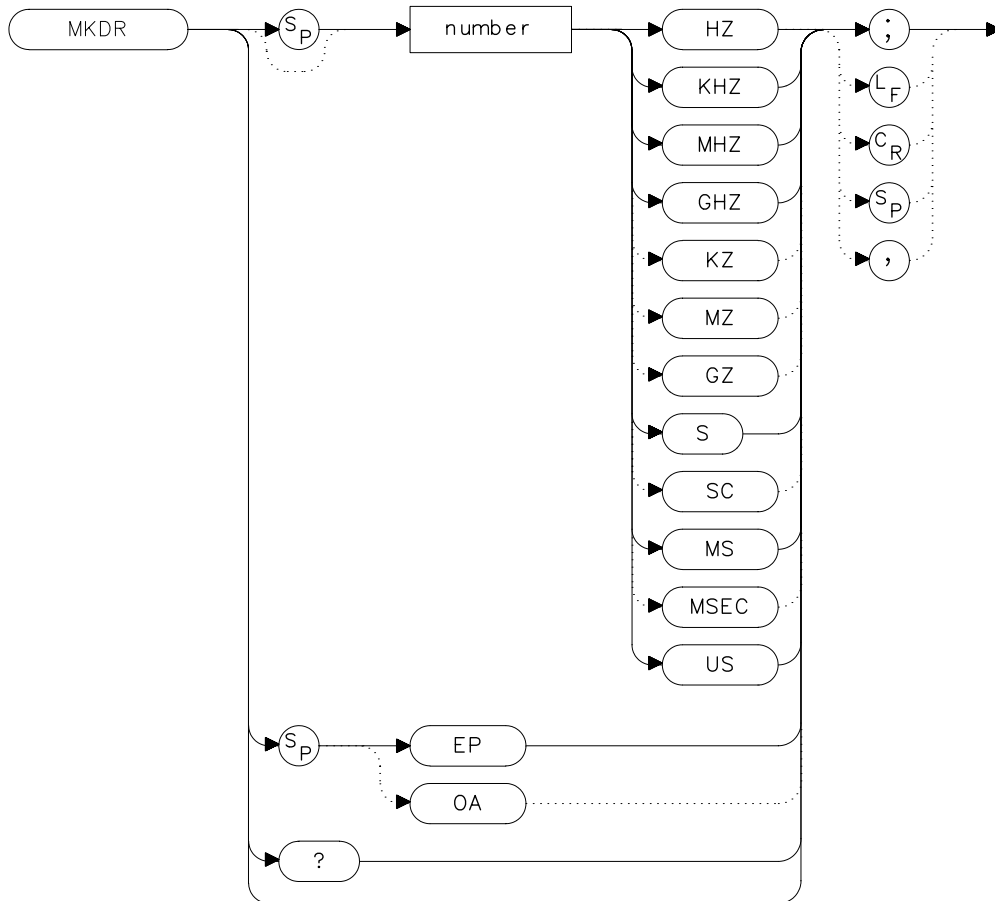 MKDR SP number HZ ;
KHZ LF
MHZ CR
GHZ SP
KZ ,
MZ
GZ
S
SC
MS
MSEC
US
SP EP
OA
?